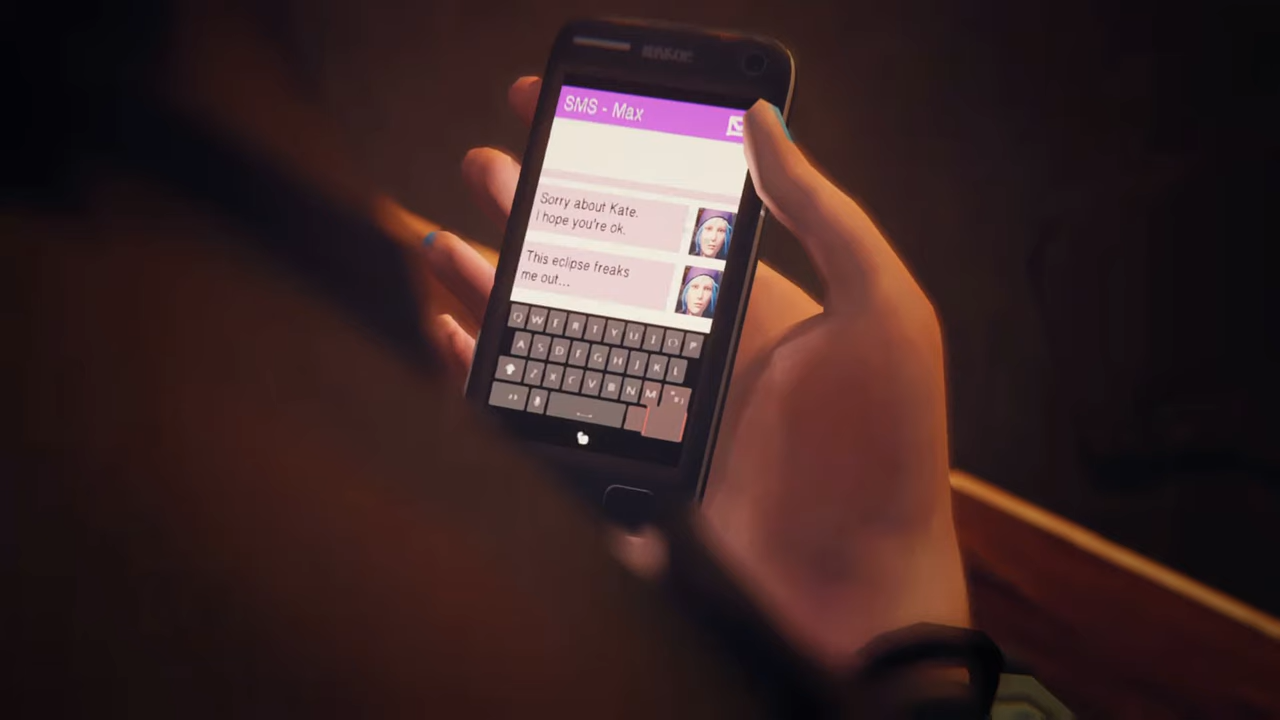 SMS - Max
Sorry about Kate.
I hope you're ok.
This eclipse freaks
me out...
Q W E R T Y U I O P
A S D F G H J K L
Z X C V B N M